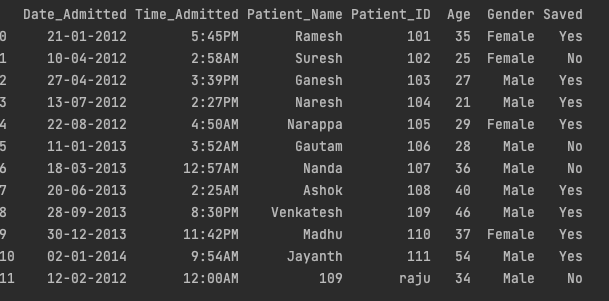 Date_Admitted Time_Admitted Patient_Name Patient_ID Age Gender Saved
0 21-01-2012 5:45PM Ramesh 101 35 Female Yes
1 10-04-2012 2:58AM Suresh 102 25 Female No
2 27-04-2012 3:39PM Ganesh 103 27 Male Yes
3 13-07-2012 2:27PM Naresh 104 21 Male Yes
4 22-08-2012 4:50AM Narappa 105 29 Female Yes
5 11-01-2013 3:52AM Gautam 106 28 Male No
6 18-03-2013 12:57AM Nanda 107 36 Male No
7 20-06-2013 2:25AM Ashok 108 40 Male Yes
8 28-09-2013 8:30PM Venkatesh 109 46 Male Yes
9 30-12-2013 11:42PM Madhu 110 37 Female Yes
10 02-01-2014 9:54AM Jayanth 111 54 Male Yes
11 12-02-2012 12:00AM 109 raju 34 Male No